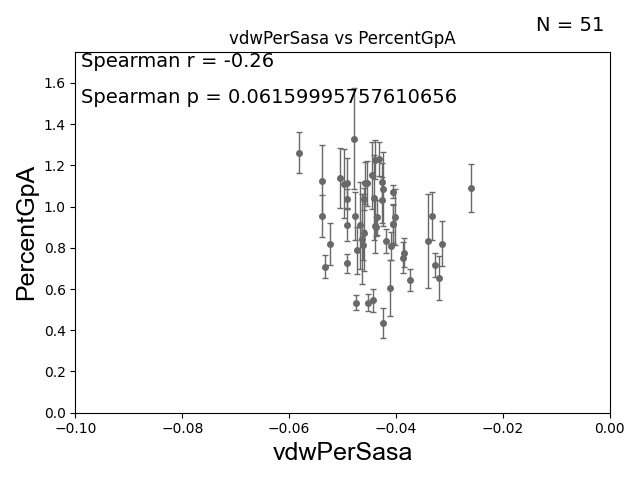 N = 51
vdwPerSasa vs PercentGpA
Spearman r = -0.26
Spearman p = 0.06159995757610656
PercentGpA
1.6
1.4
1.2
1.0
0.8
0.6
0.4
0.2
0.0
−0.10
−0.08
−0.06
−0.04
−0.02
0.00
vdwPerSasa